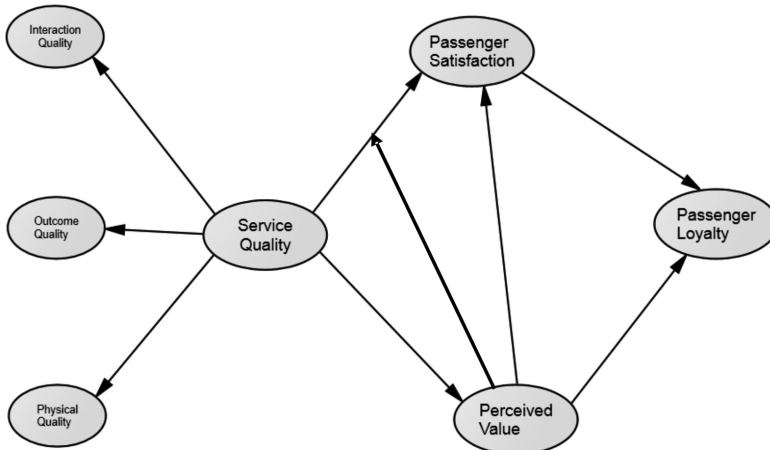 Interaction
Quality
Passenger
Satisfaction
Outcome
Quality
Service
Quality
Passenger
Loyalty
Physical
Quality
Perceived
Value